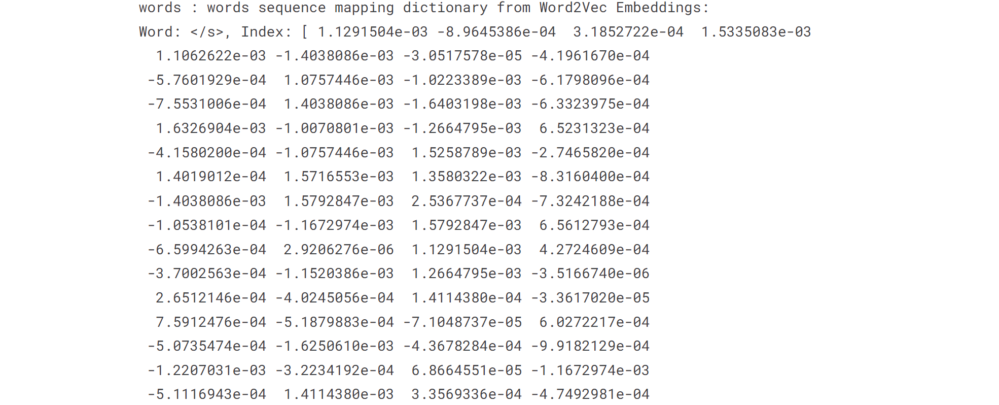 words : words sequence mapping dictionary from Word2Vec Embeddings:
Word: </s>, Index: [ 1.1291504e-03 -8.9645386e-04  3.1852722e-04  1.5335083e-03
  1.1062622e-03 -1.4038086e-03 -3.0517578e-05 -4.1961670e-04
 -5.7601929e-04  1.0757446e-03 -1.0223389e-03 -6.1798096e-04
 -7.5531006e-04  1.4038086e-03 -1.6403198e-03 -6.3323975e-04
  1.6326904e-03 -1.0070801e-03 -1.2664795e-03  6.5231323e-04
 -4.1580200e-04 -1.0757446e-03  1.5258789e-03 -2.7465820e-04
  1.4019012e-04  1.5716553e-03  1.3580322e-03 -8.3160400e-04
 -1.4038086e-03  1.5792847e-03  2.5367737e-04 -7.3242188e-04
 -1.0538101e-04 -1.1672974e-03  1.5792847e-03  6.5612793e-04
 -6.5994263e-04  2.9206276e-06  1.1291504e-03  4.2724609e-04
 -3.7002563e-04 -1.1520386e-03  1.2664795e-03 -3.5166740e-06
  2.6512146e-04 -4.0245056e-04  1.4114380e-04 -3.3617020e-05
  7.5912476e-04 -5.1879883e-04 -7.1048737e-05  6.0272217e-04
 -5.0735474e-04 -1.6250610e-03 -4.3678284e-04 -9.9182129e-04
 -1.2207031e-03 -3.2234192e-04  6.8664551e-05 -1.1672974e-03
 -5.1116943e-04  1.4114380e-03  3.3569336e-04 -4.7492981e-04